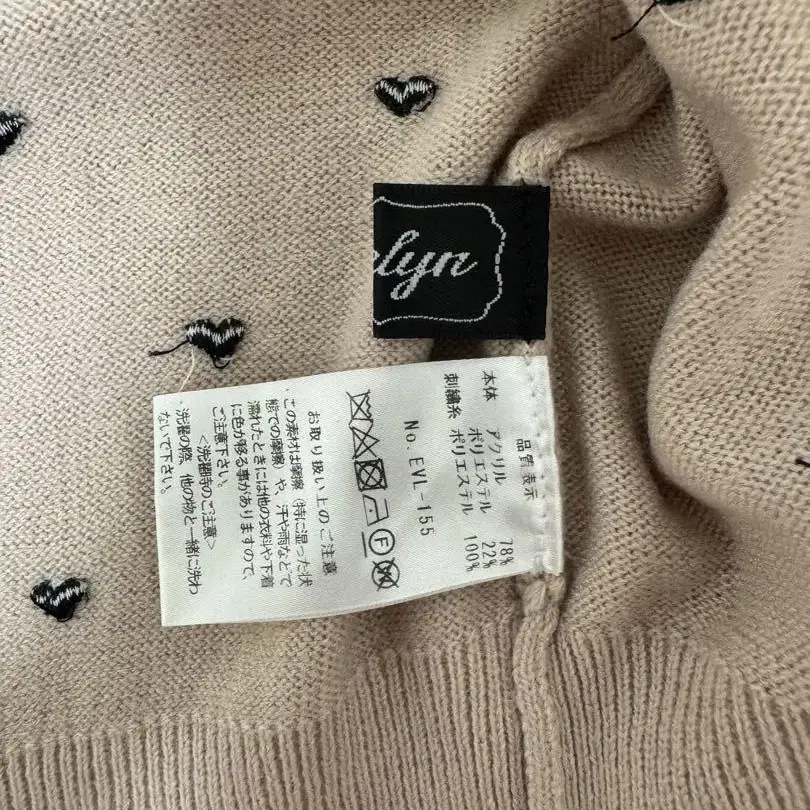 lyn
品質表示
本体 アクリル 78%
ポリエステル 22%
刺繍糸 ポリエステル 100%
No.EVL-155
F
お取り扱い上のご注意
・この素材は摩擦（特に湿った状
態での摩擦）や、汗や雨などで
濡れたときには他の衣料や下着
に色が移る事がありますので、
ご注意下さい。
＜洗濯時のご注意＞
・洗濯の際、他の物と一緒に洗わ
ないで下さい。